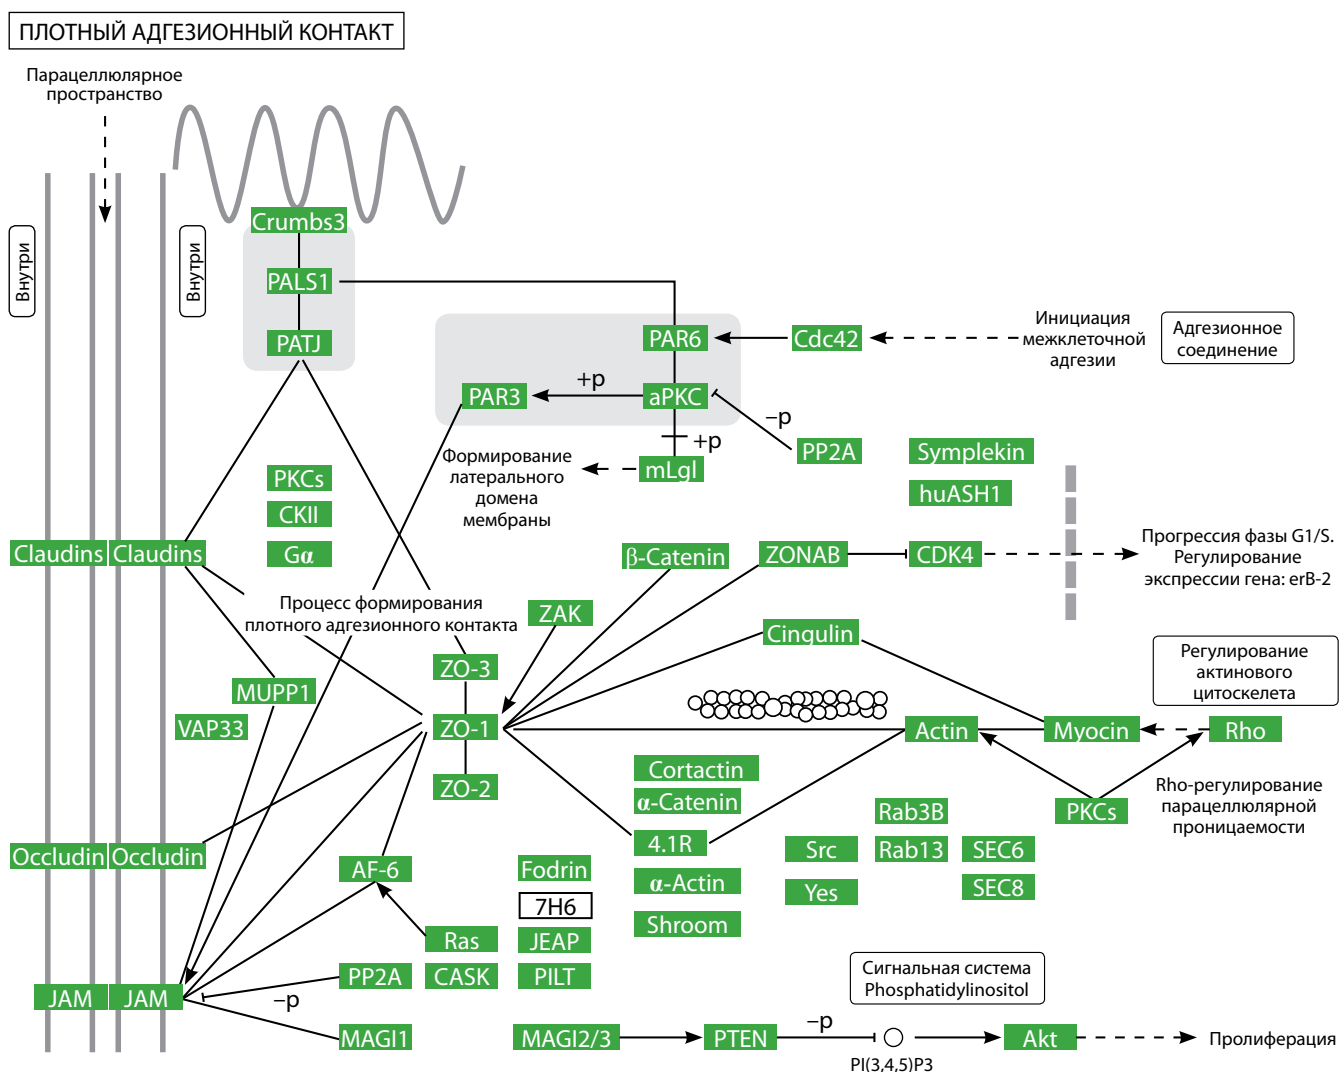 ПЛОТНЫЙ АДГЕЗИОННЫЙ КОНТАКТ
Парацеллюлярное
пространство
Внутри
Внутри
Crumbs3
PALS1
PATJ
PAR6
Cdc42
Инициация
межклеточной
адгезии
Адгезионное
соединение
PAR3
+p
aPKC
–p
+p
PP2A
Symplekin
Формирование
латерального
домена
мембраны
mLgl
huASH1
PKCs
CKII
Gα
Claudins
Claudins
β-Catenin
ZONAB
CDK4
Прогрессия фазы G1/S.
Регулирование
экспрессии гена: erB-2
Процесс формирования
плотного адгезионного контакта
ZAK
Cingulin
ZO-3
Регулирование
актинового
цитоскелета
MUPP1
VAP33
ZO-1
Actin
Myocin
Rho
ZO-2
Cortactin
α-Catenin
4.1R
α-Actin
Shroom
Rab3B
PKCs
Rho-регулирование
парацеллюлярной
проницаемости
Src
Rab13
SEC6
Yes
SEC8
Occludin
Occludin
AF-6
Fodrin
7H6
Ras
JEAP
PP2A
CASK
PILT
JAM
JAM
–p
MAGI1
Сигнальная система
Phosphatidylinositol
MAGI2/3
PTEN
–p
PI(3,4,5)P3
Akt
Пролиферация